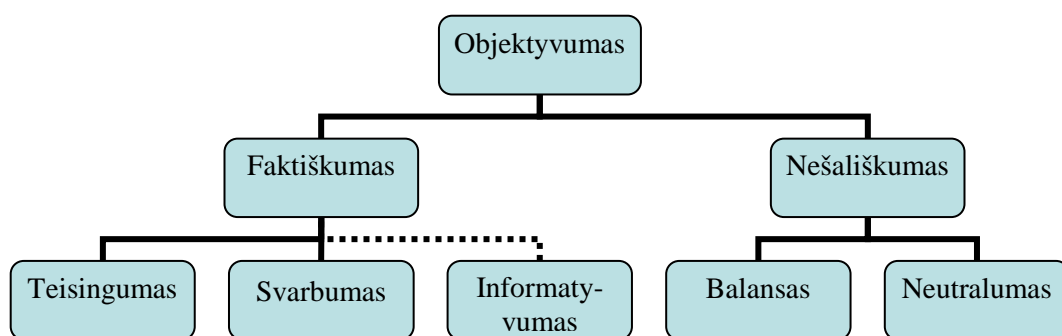 Objektyvumas
Faktiškumas
Nešališkumas
Teisingumas
Svarbumas
Informaty-
vumas
Balansas
Neutralumas